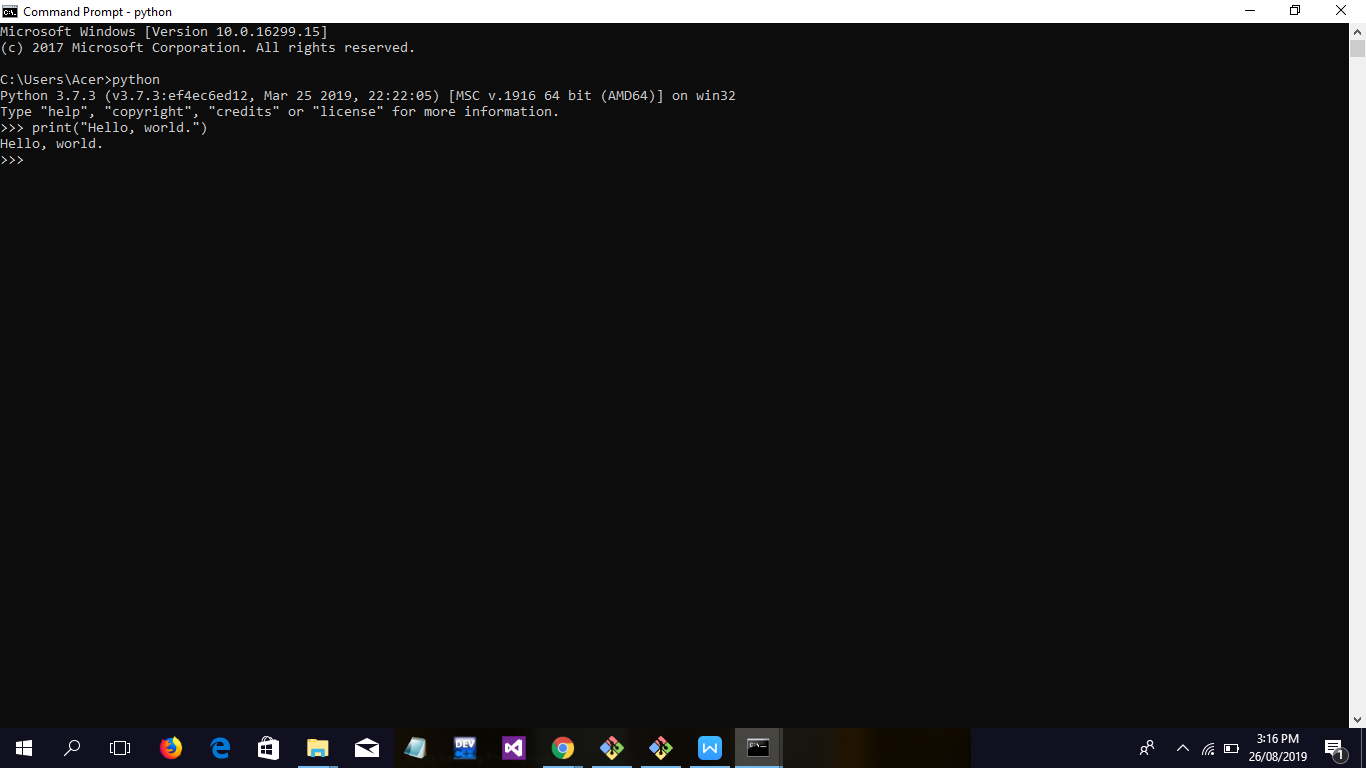 Command Prompt - python
Microsoft Windows [Version 10.0.16299.15]
(c) 2017 Microsoft Corporation. All rights reserved.
C:\Users\Acer>python
Python 3.7.3 (v3.7.3:ef4ec6ed12, Mar 25 2019, 22:22:05) [MSC v.1916 64 bit (AMD64)] on win32
Type "help", "copyright", "credits" or "license" for more information.
>>> print("Hello, world.")
Hello, world.
>>>
DEV
C++
W
C:\_
3:16 PM
26/08/2019
1